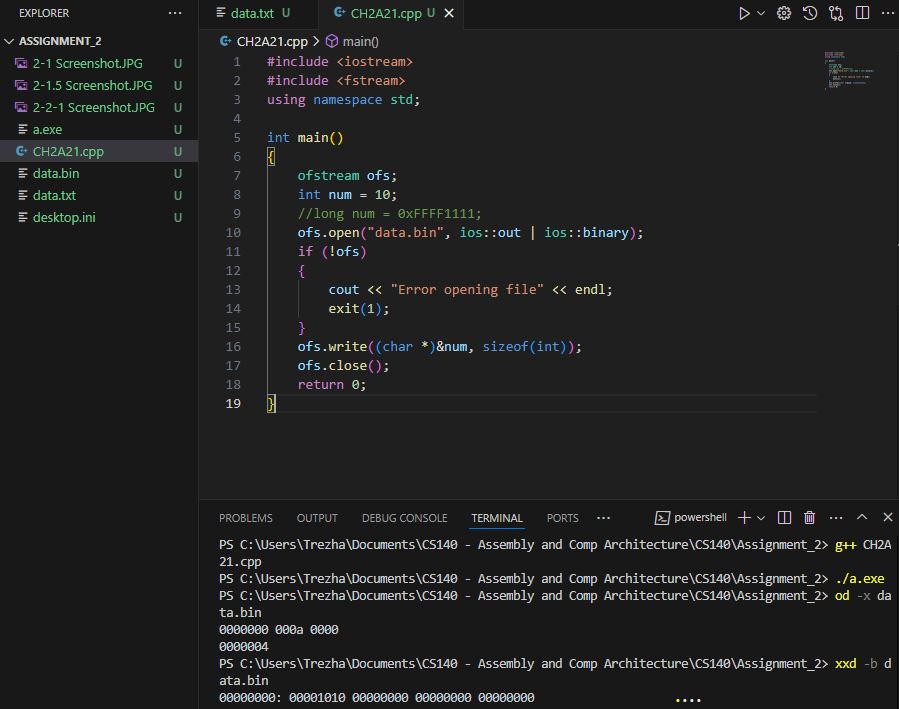 EXPLORER ...
ASSIGNMENT_2
2-1 Screenshot.JPG U
2-1.5 Screenshot.JPG U
2-2-1 Screenshot.JPG U
a.exe U
CH2A21.cpp U
data.bin U
data.txt U
desktop.ini U
data.txt U CH2A21.cpp U
CH2A21.cpp > main()
1 #include <iostream>
2 #include <fstream>
3 using namespace std;
4
5 int main()
6 {
7 ofstream ofs;
8 int num = 10;
9 //long num = 0xFFFF1111;
10 ofs.open("data.bin", ios::out | ios::binary);
11 if (!ofs)
12 {
13 cout << "Error opening file" << endl;
14 exit(1);
15 }
16 ofs.write((char *)&num, sizeof(int));
17 ofs.close();
18 return 0;
19 }
PROBLEMS OUTPUT DEBUG CONSOLE TERMINAL PORTS ... powershell
PS C:\Users\Trezha\Documents\CS140 - Assembly and Comp Architecture\CS140\Assignment_2> g++ CH2A
21.cpp
PS C:\Users\Trezha\Documents\CS140 - Assembly and Comp Architecture\CS140\Assignment_2> ./a.exe
PS C:\Users\Trezha\Documents\CS140 - Assembly and Comp Architecture\CS140\Assignment_2> od -x da
ta.bin
0000000 000a 0000
0000004
PS C:\Users\Trezha\Documents\CS140 - Assembly and Comp Architecture\CS140\Assignment_2> xxd -b d
ata.bin
00000000: 00001010 00000000 00000000 00000000 ....